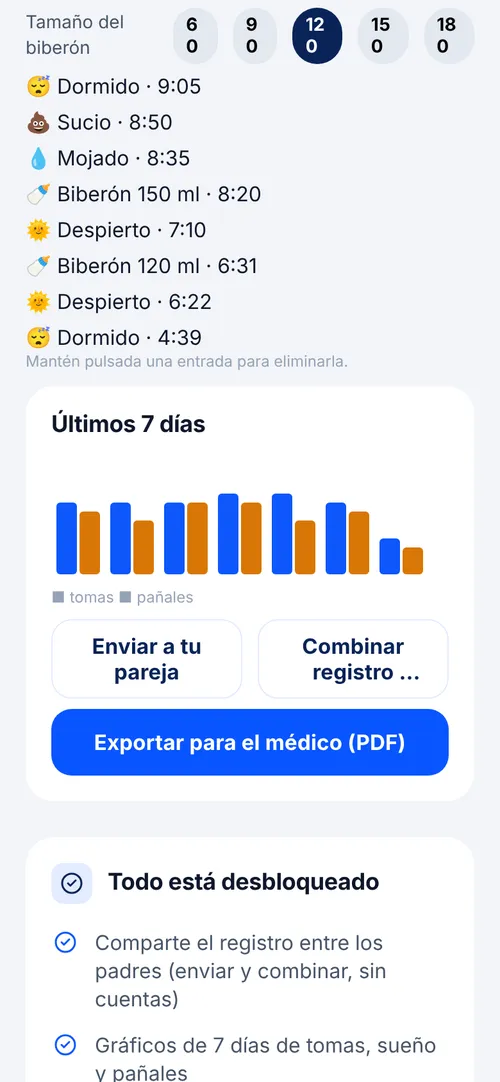 Tamaño del
biberón
60 90 120 150 180
😴 Dormido · 9:05
💩 Sucio · 8:50
💧 Mojado · 8:35
🍼 Biberón 150 ml · 8:20
🌞 Despierto · 7:10
🍼 Biberón 120 ml · 6:31
🌞 Despierto · 6:22
😴 Dormido · 4:39
Mantén pulsada una entrada para eliminarla.
Últimos 7 días
■ tomas ■ pañales
Enviar a tu
pareja
Combinar
registro ...
Exportar para el médico (PDF)
Todo está desbloqueado
Comparte el registro entre los
padres (enviar y combinar, sin
cuentas)
Gráficos de 7 días de tomas, sueño
y pañales